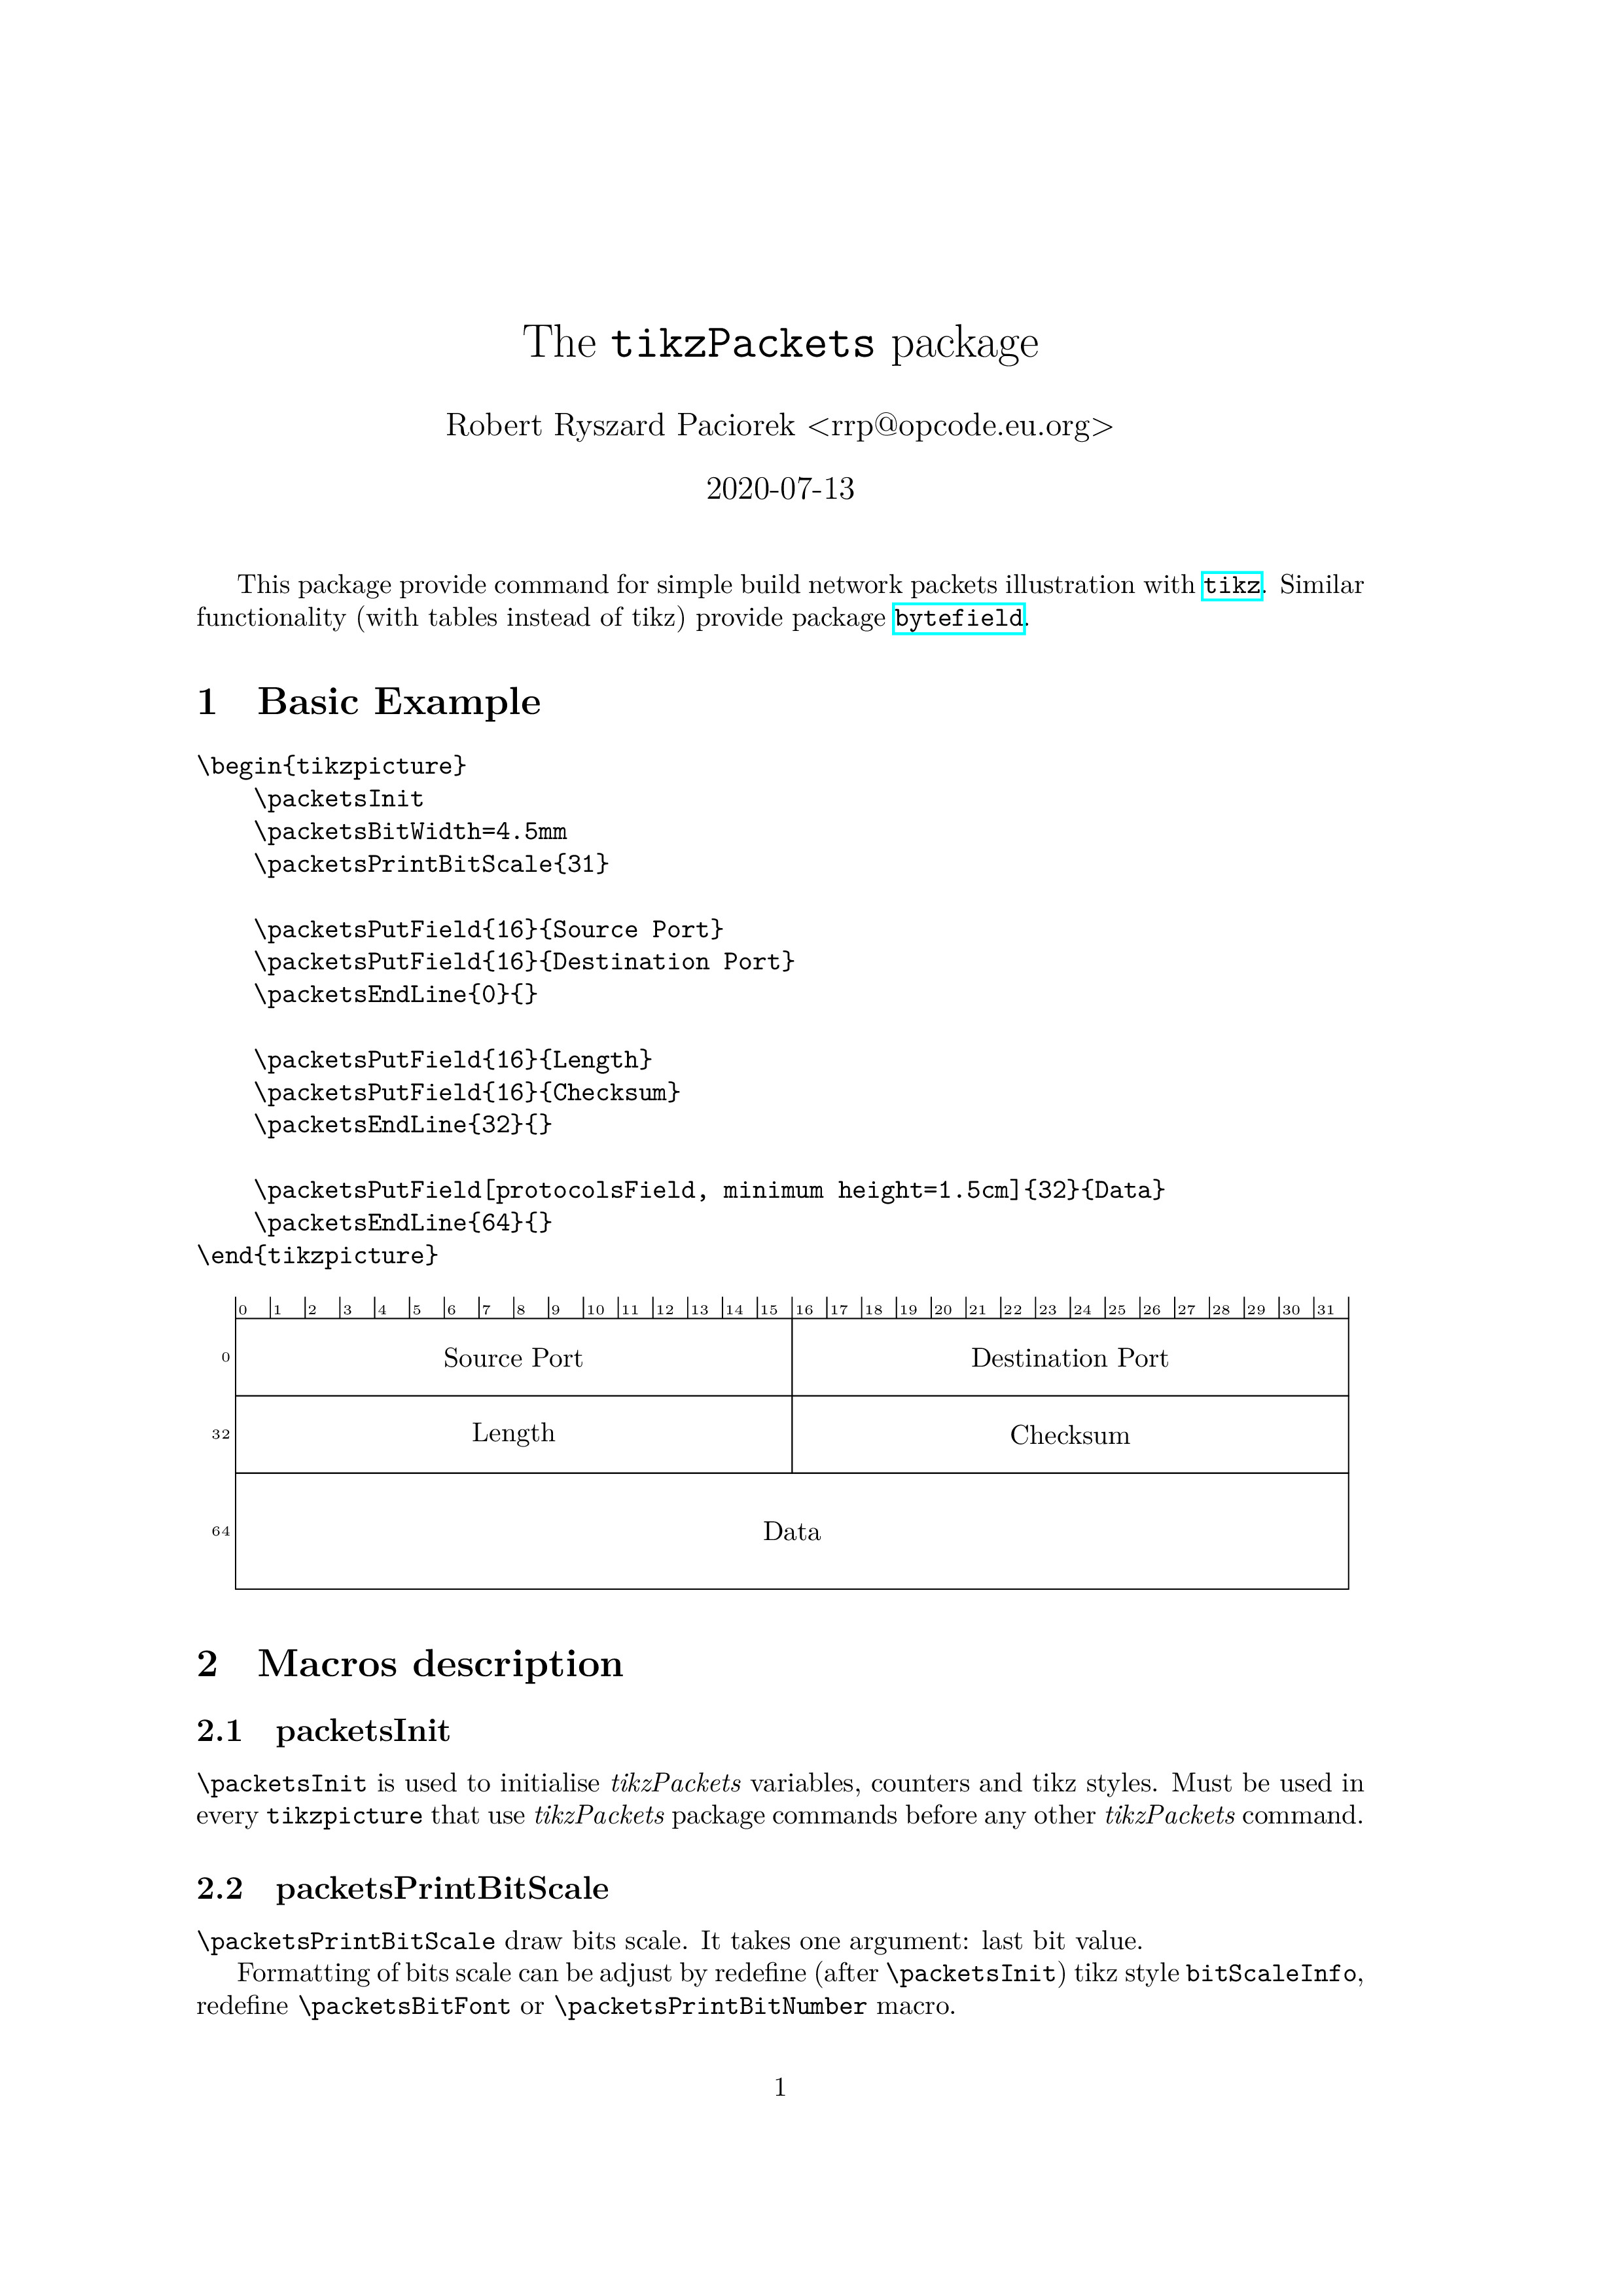 The tikzPackets package
Robert Ryszard Paciorek <rrp@opcode.eu.org>
2020-07-13
This package provide command for simple build network packets illustration with tikz. Similar
functionality (with tables instead of tikz) provide package bytefield.
1 Basic Example
\begin{tikzpicture}
    \packetsInit
    \packetsBitWidth=4.5mm
    \packetsPrintBitScale{31}
    \packetsPutField{16}{Source Port}
    \packetsPutField{16}{Destination Port}
    \packetsEndLine{0}{}
    \packetsPutField{16}{Length}
    \packetsPutField{16}{Checksum}
    \packetsEndLine{32}{}
    \packetsPutField[protocolsField, minimum height=1.5cm]{32}{Data}
    \packetsEndLine{64}{}
\end{tikzpicture}
0 1 2 3 4 5 6 7 8 9 10 11 12 13 14 15 16 17 18 19 20 21 22 23 24 25 26 27 28 29 30 31
0 Source Port Destination Port
32 Length Checksum
64 Data
2 Macros description
2.1 packetsInit
\packetsInit is used to initialise tikzPackets variables, counters and tikz styles. Must be used in
every tikzpicture that use tikzPackets package commands before any other tikzPackets command.
2.2 packetsPrintBitScale
\packetsPrintBitScale draw bits scale. It takes one argument: last bit value.
Formatting of bits scale can be adjust by redefine (after \packetsInit) tikz style bitScaleInfo,
redefine \packetsBitFont or \packetsPrintBitNumber macro.
1